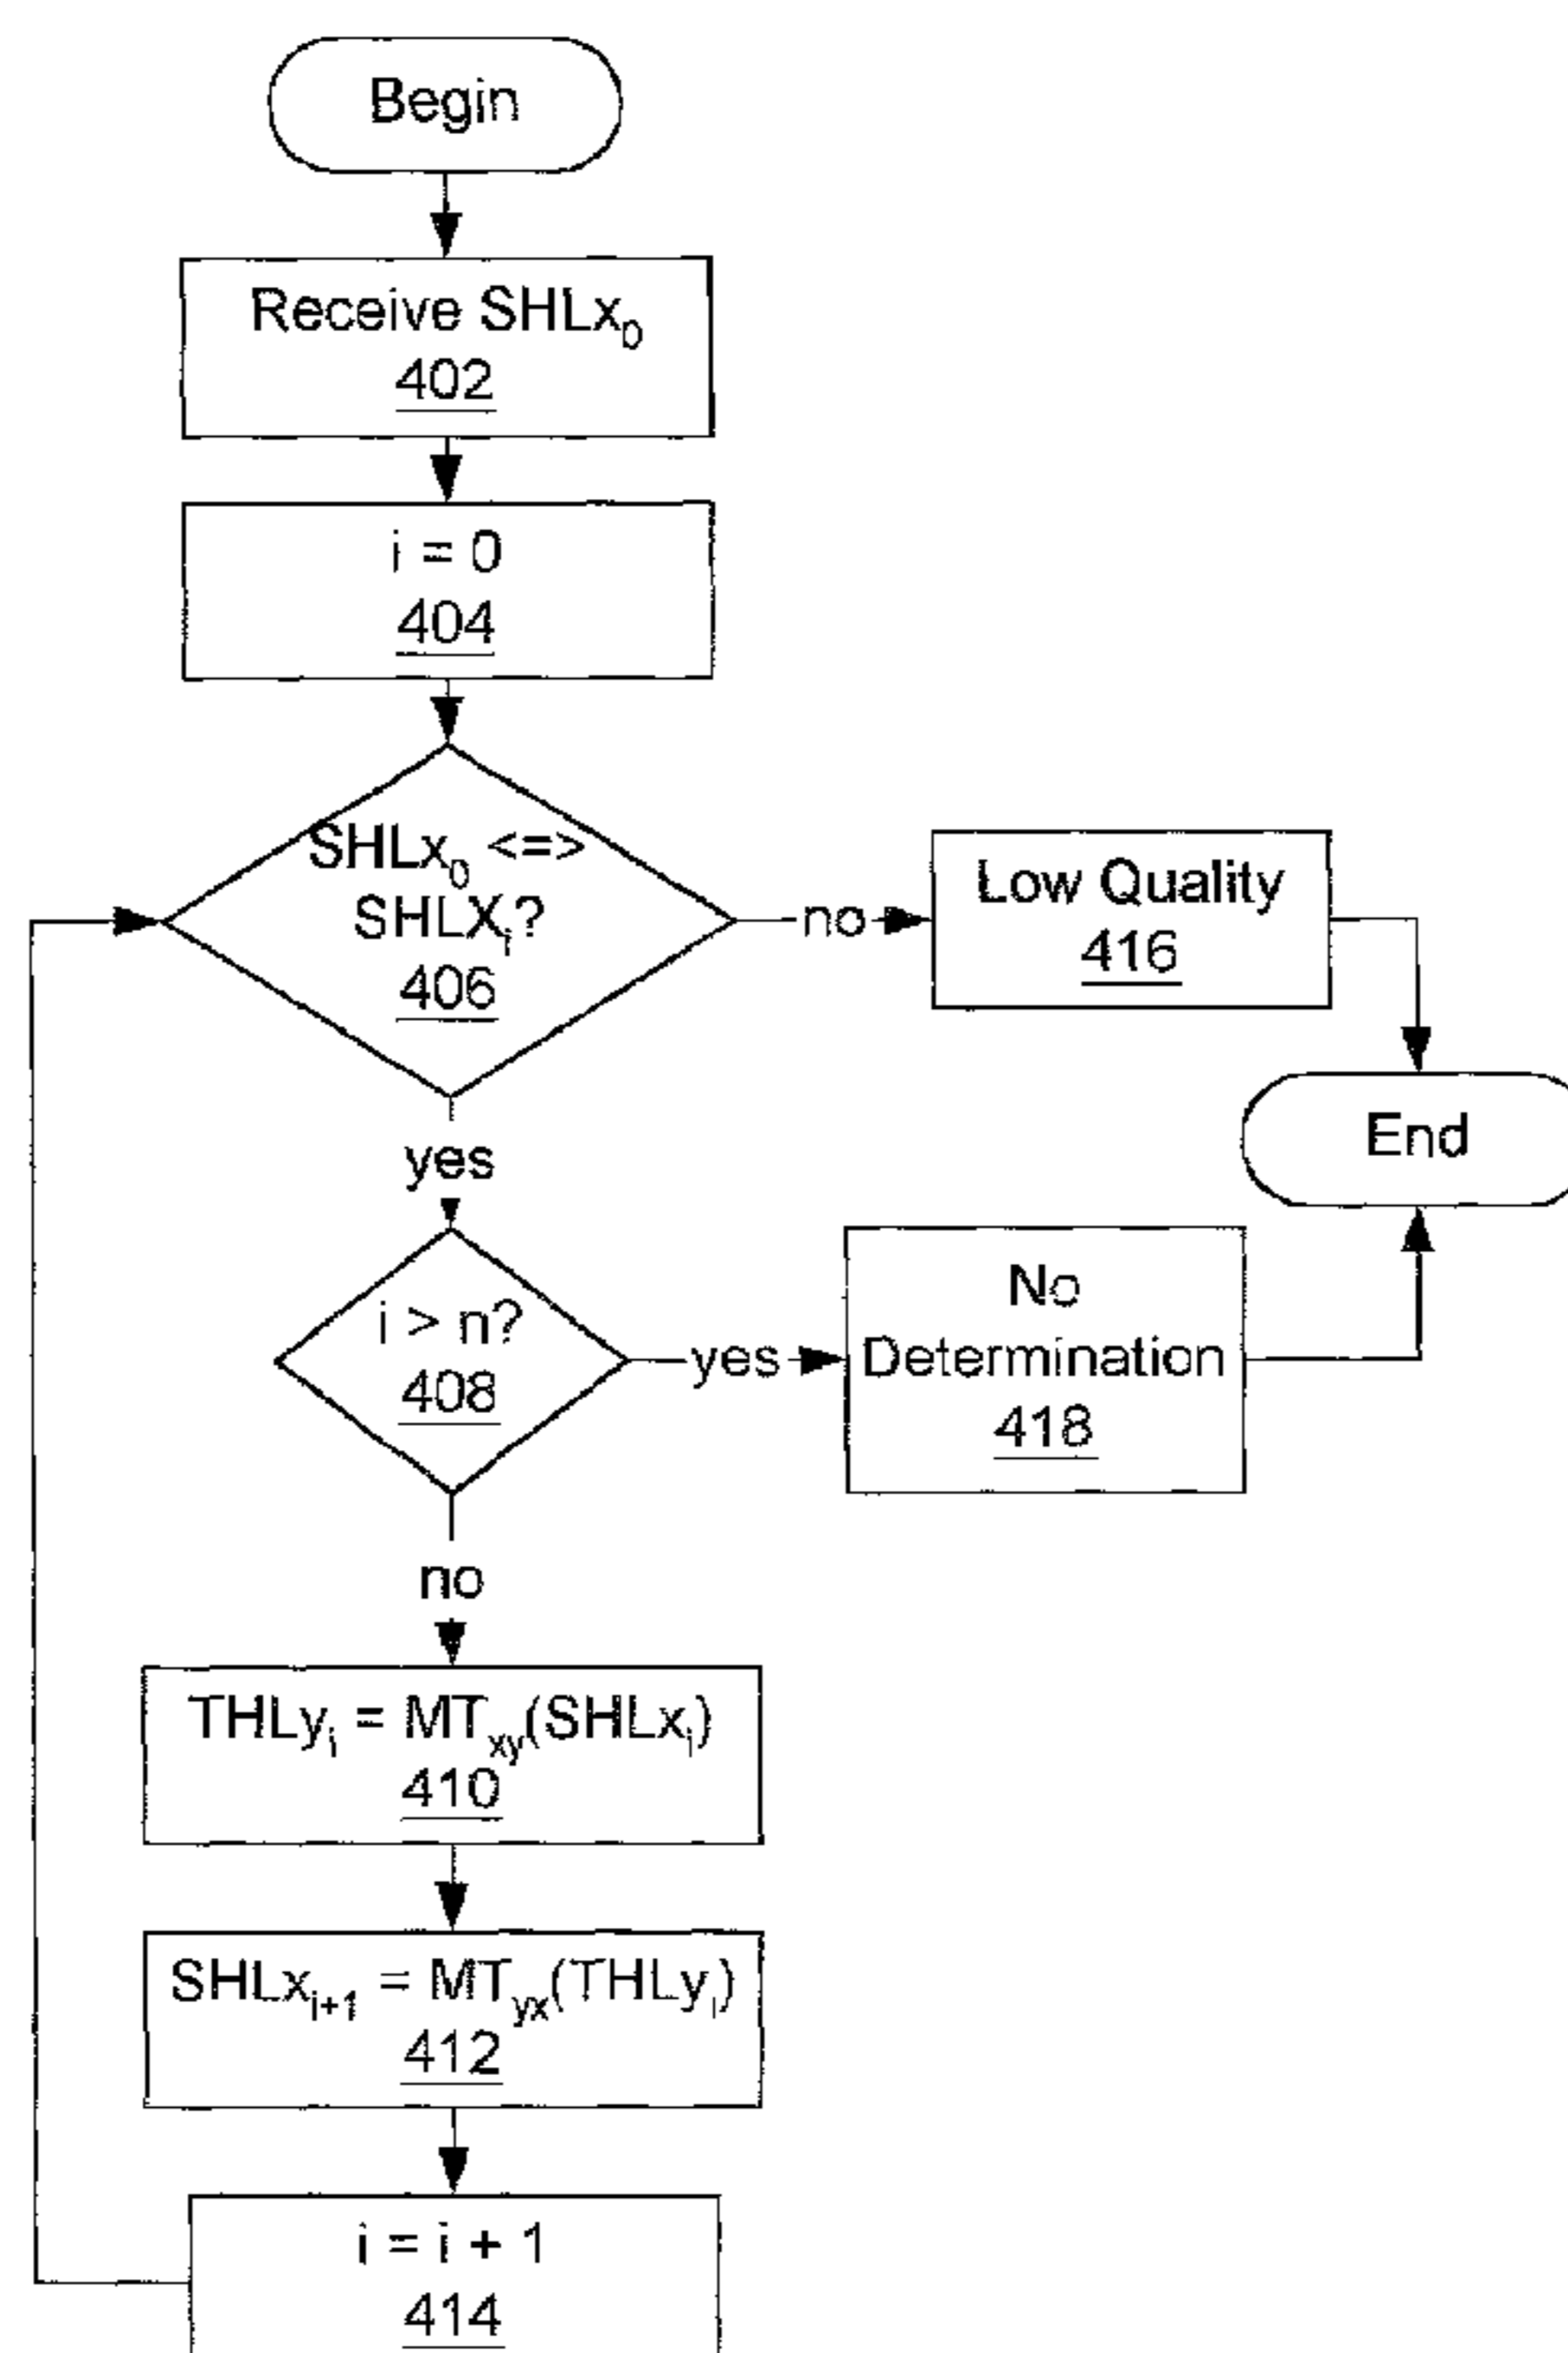 Begin
Receive SHLx₀
402
i = 0
404
SHLx₀ <=>
SHLXᵢ?
406
no
Low Quality
416
End
yes
i > n?
408
yes
No
Determination
418
no
THLyᵢ = MTxy(SHLxᵢ)
410
SHLxᵢ₊₁ = MTyx(THLyᵢ)
412
i = i + 1
414